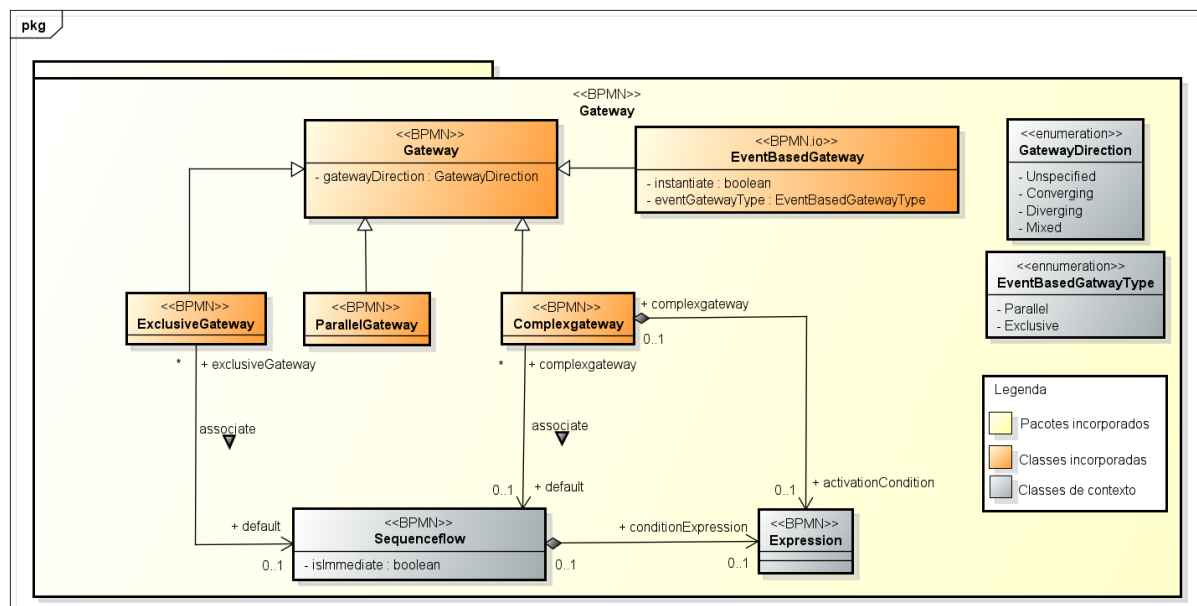 pkg
<<BPMN>>
Gateway
<<BPMN>>
Gateway
- gatewayDirection : GatewayDirection
<<BPMN.io>>
EventBasedGateway
- instantiate : boolean
- eventGatewayType : EventBasedGatewayType
<<enumeration>>
GatewayDirection
- Unspecified
- Converging
- Diverging
- Mixed
<<ennumeration>>
EventBasedGatwayType
- Parallel
- Exclusive
<<BPMN>>
ExclusiveGateway
<<BPMN>>
ParallelGateway
<<BPMN>>
Complexgateway
+ complexgateway
0..1
* + exclusiveGateway
* + complexgateway
associate
associate
Legenda
Pacotes incorporados
Classes incorporadas
Classes de contexto
0..1 + default
0..1 + activationCondition
+ default
0..1
<<BPMN>>
Sequenceflow
- isImmediate : boolean
0..1
+ conditionExpression
0..1
<<BPMN>>
Expression